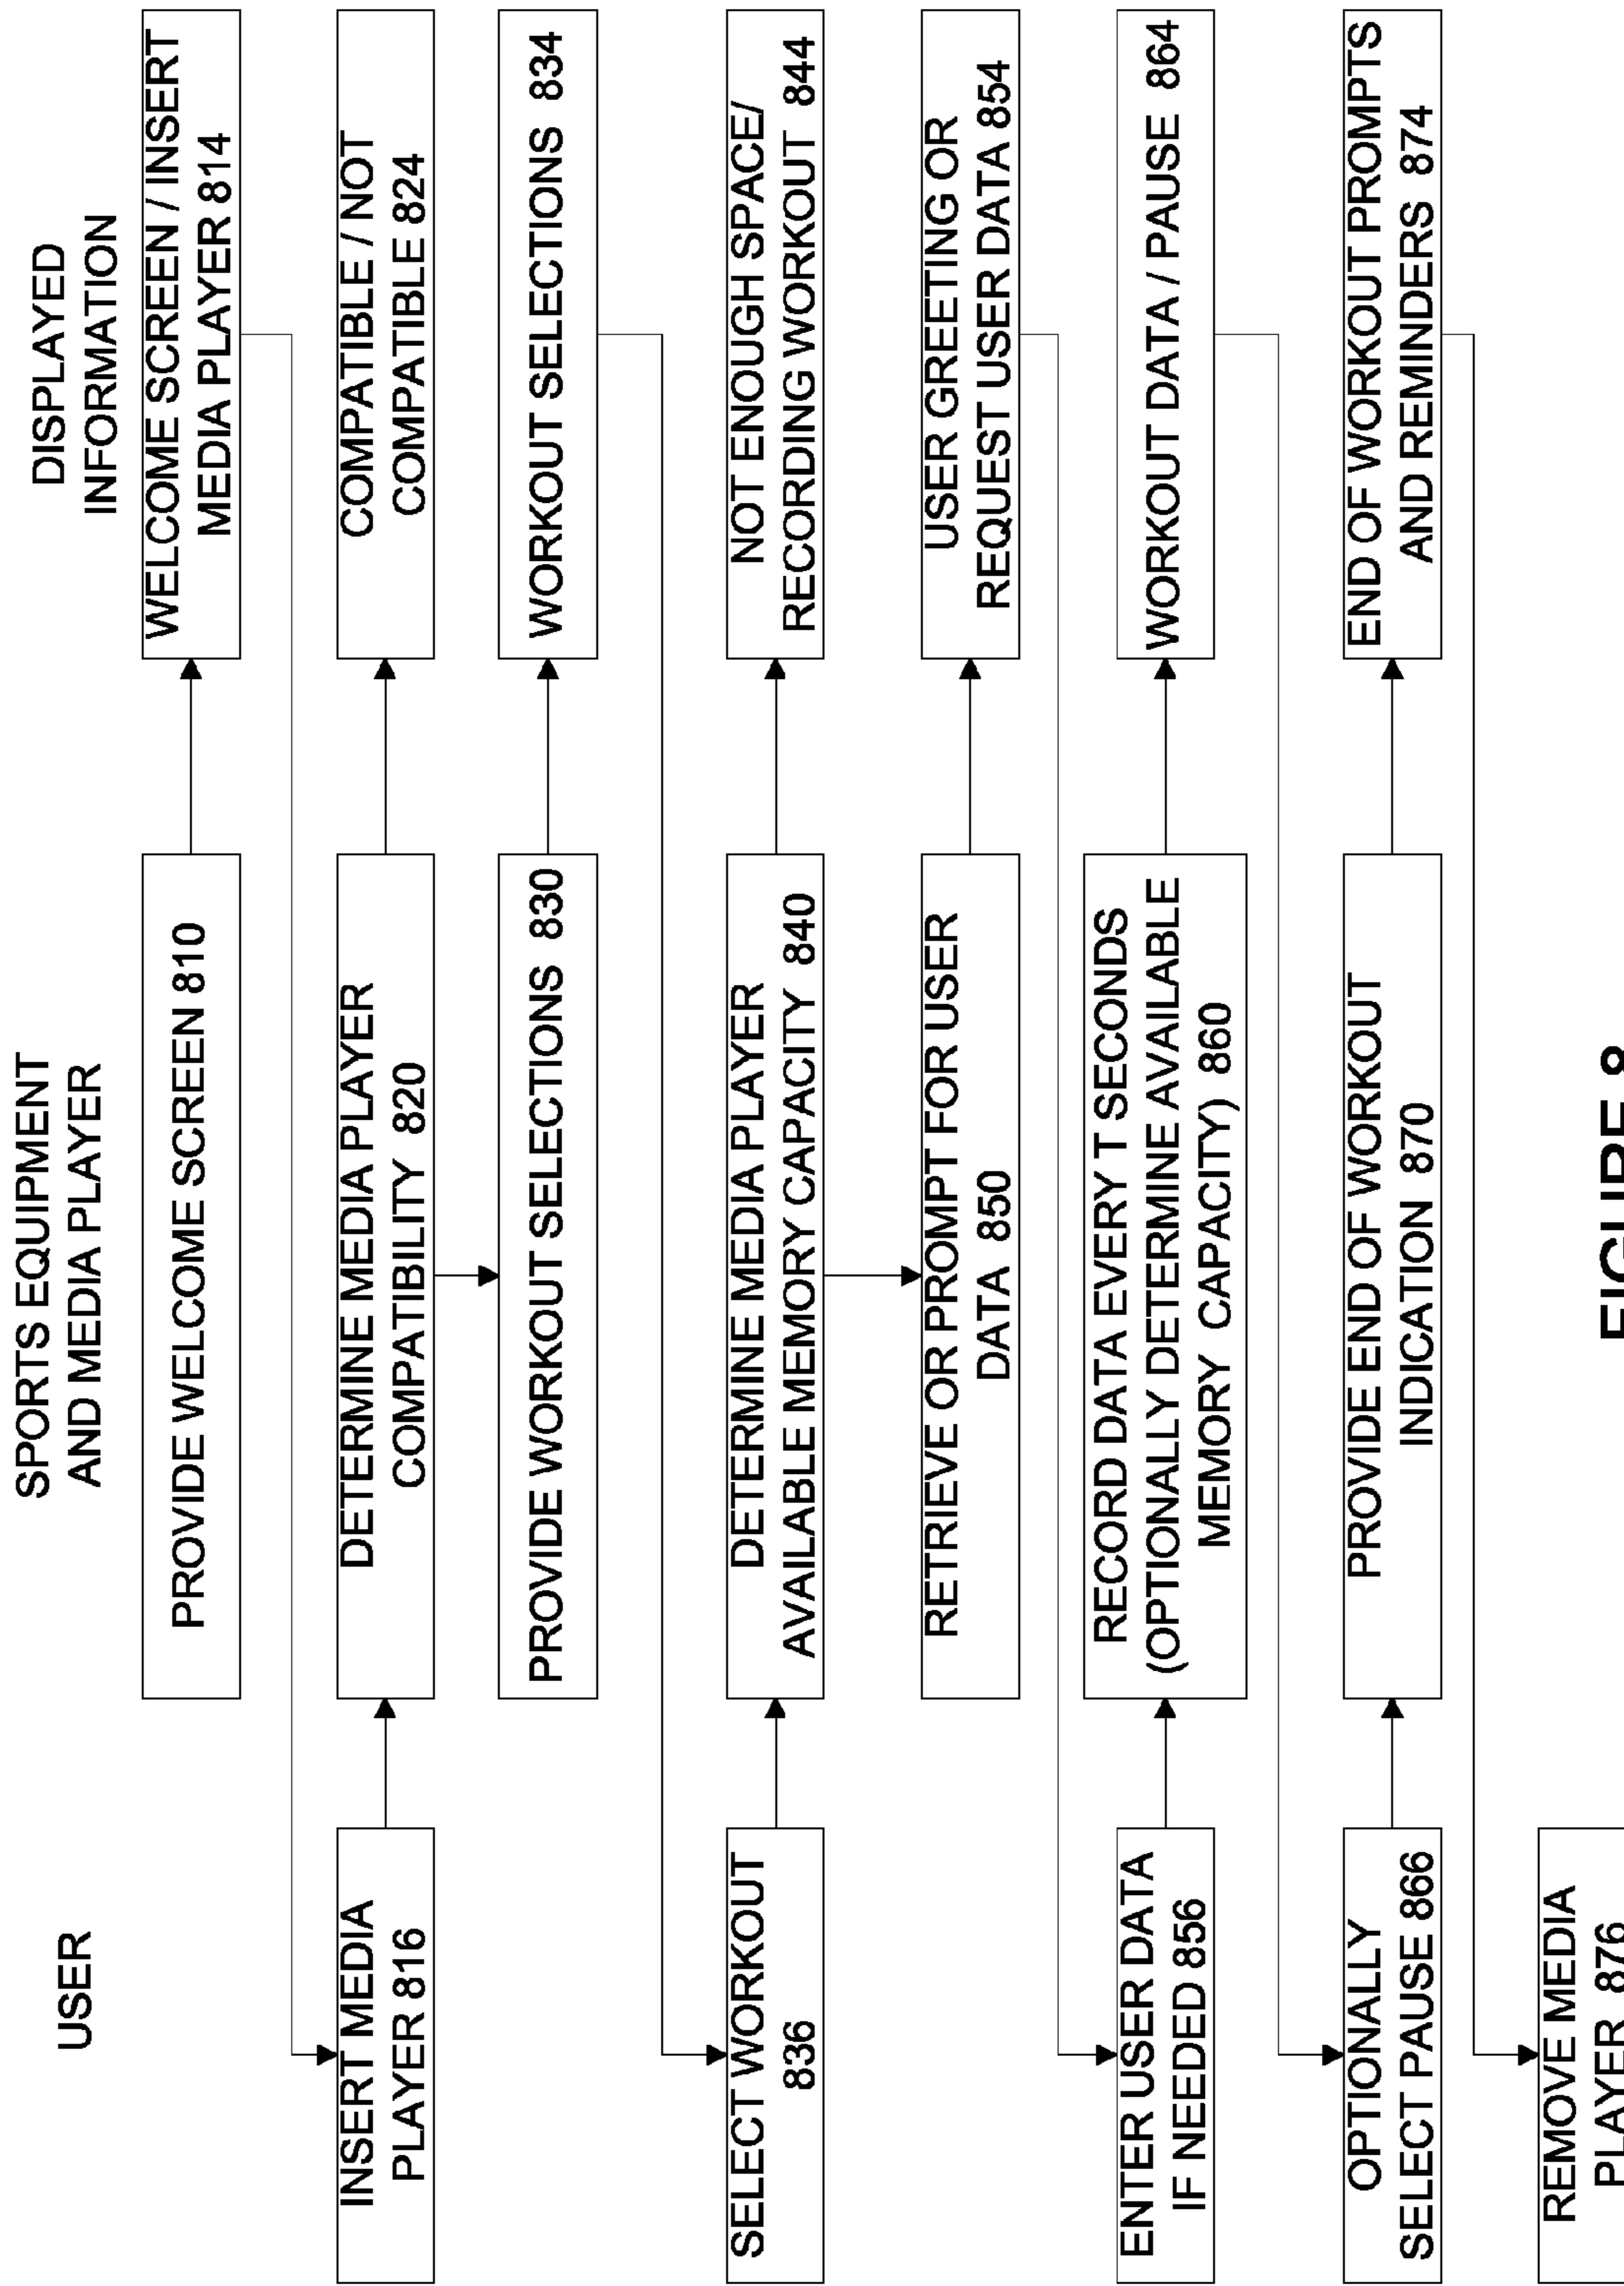 USER
SPORTS EQUIPMENT
AND MEDIA PLAYER
DISPLAYED
INFORMATION
PROVIDE WELCOME SCREEN 810
WELCOME SCREEN / INSERT
MEDIA PLAYER 814
INSERT MEDIA
PLAYER 816
DETERMINE MEDIA PLAYER
COMPATIBILITY 820
COMPATIBLE / NOT
COMPATIBLE 824
PROVIDE WORKOUT SELECTIONS 830
WORKOUT SELECTIONS 834
SELECT WORKOUT
836
DETERMINE MEDIA PLAYER
AVAILABLE MEMORY CAPACITY 840
NOT ENOUGH SPACE/
RECORDING WORKOUT 844
RETRIEVE OR PROMPT FOR USER
DATA 850
USER GREETING OR
REQUEST USER DATA 854
ENTER USER DATA
IF NEEDED 856
RECORD DATA EVERY T SECONDS
(OPTIONALLY DETERMINE AVAILABLE
MEMORY CAPACITY) 860
WORKOUT DATA / PAUSE 864
OPTIONALLY
SELECT PAUSE 866
PROVIDE END OF WORKOUT
INDICATION 870
END OF WORKOUT PROMPTS
AND REMINDERS 874
REMOVE MEDIA
PLAYER 876
FIGURE 8